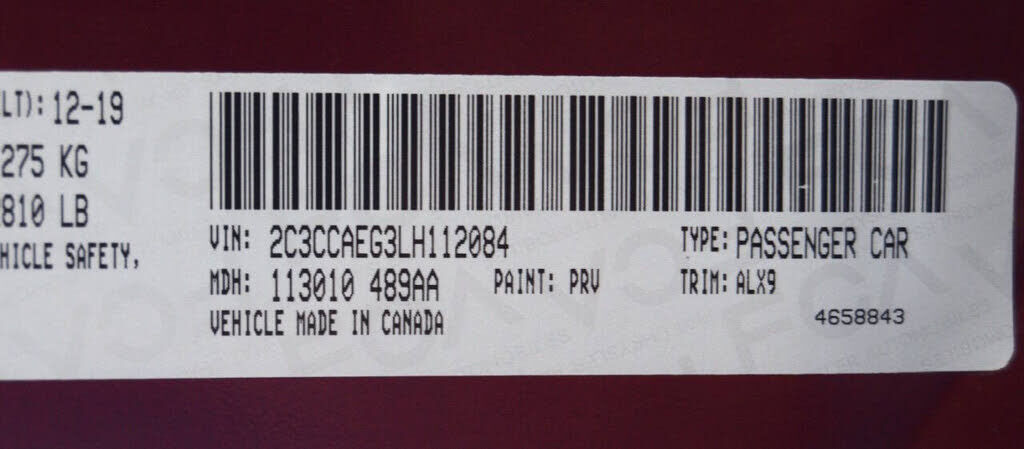 LT): 12-19
275 KG
810 LB
HICLE SAFETY,
VIN: 2C3CCAEG3LH112084
TYPE: PASSENGER CAR
MDH: 113010 489AA
PAINT: PRV
TRIM: ALX9
VEHICLE MADE IN CANADA
4658843